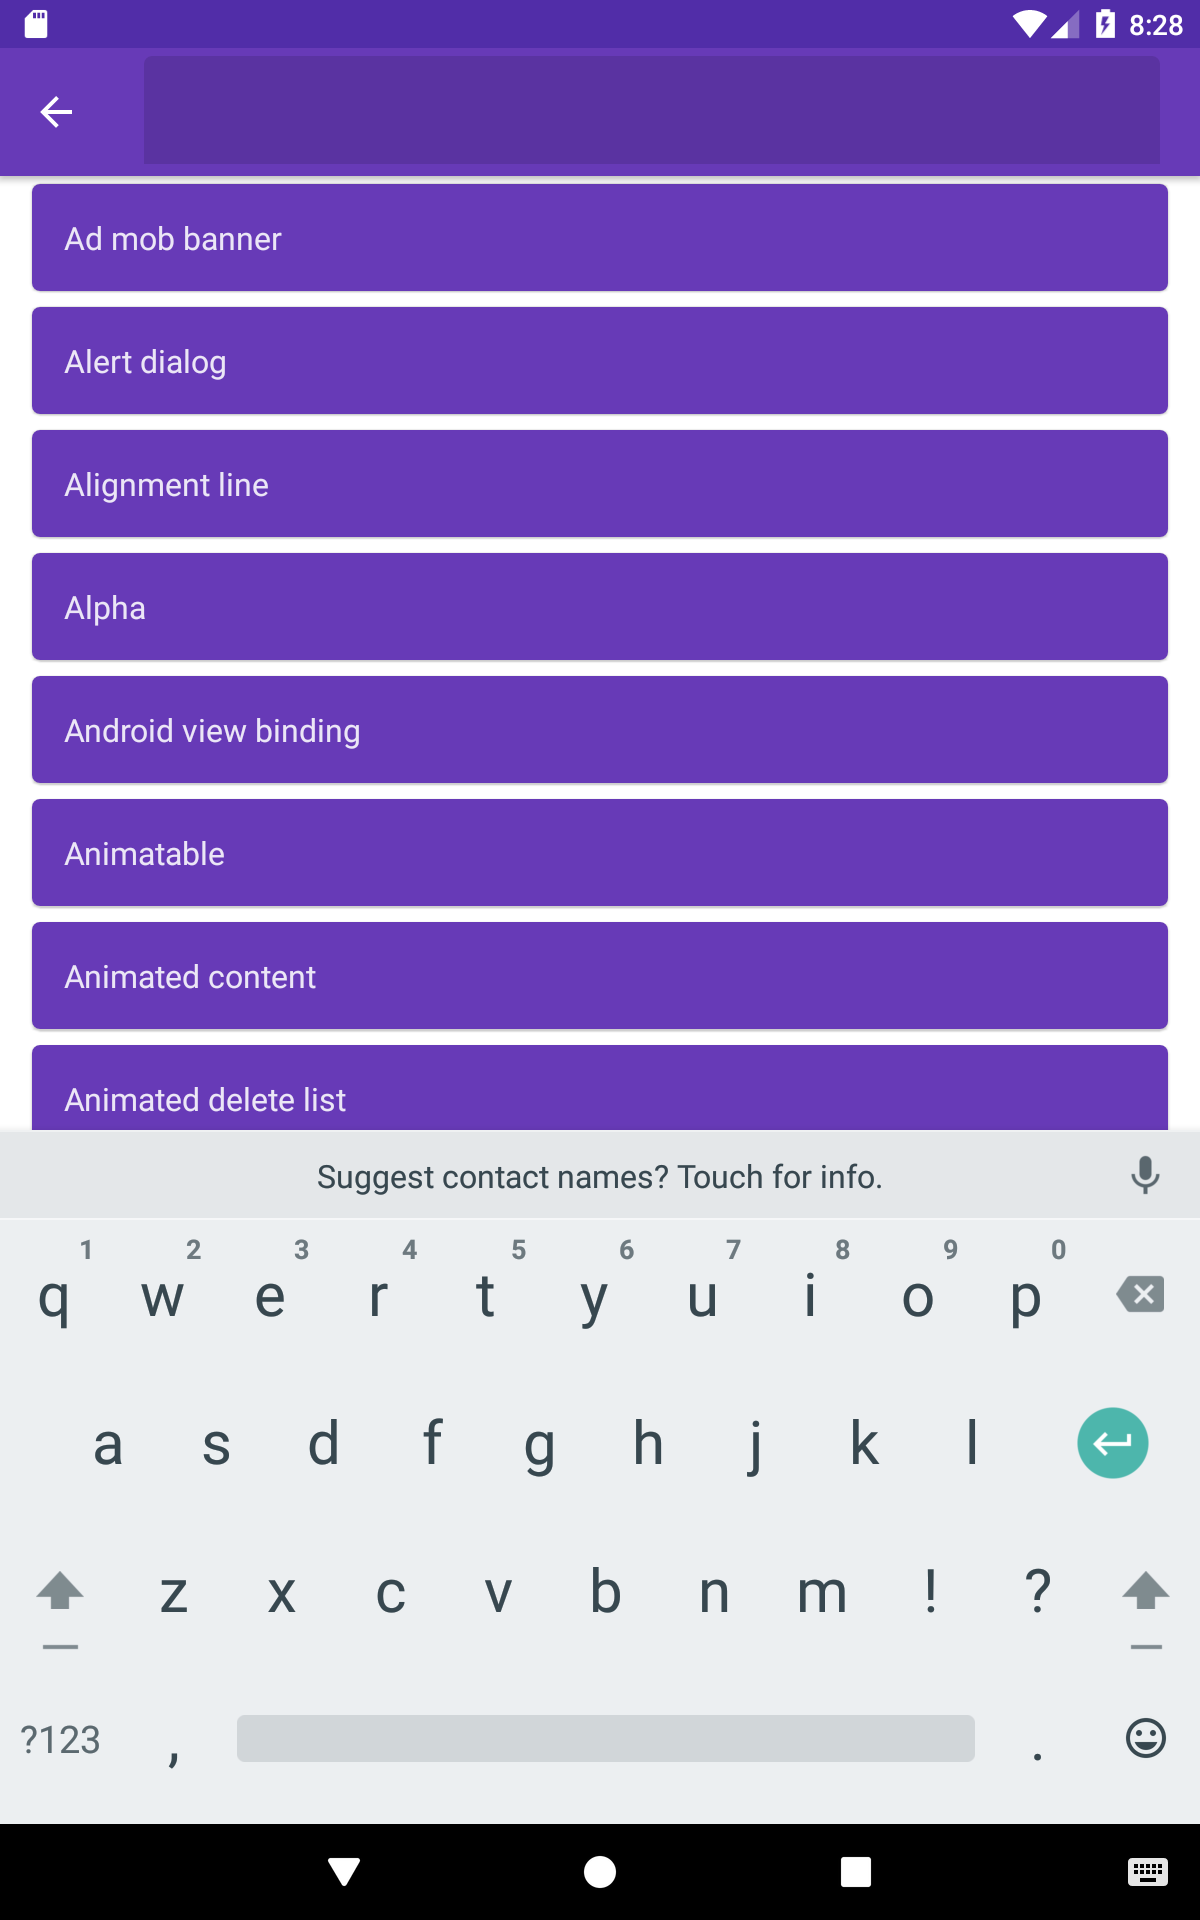 8:28
Ad mob banner
Alert dialog
Alignment line
Alpha
Android view binding
Animatable
Animated content
Animated delete list
Suggest contact names? Touch for info.
1 2 3 4 5 6 7 8 9 0
q w e r t y u i o p
a s d f g h j k l
z x c v b n m ! ?
?123 , .